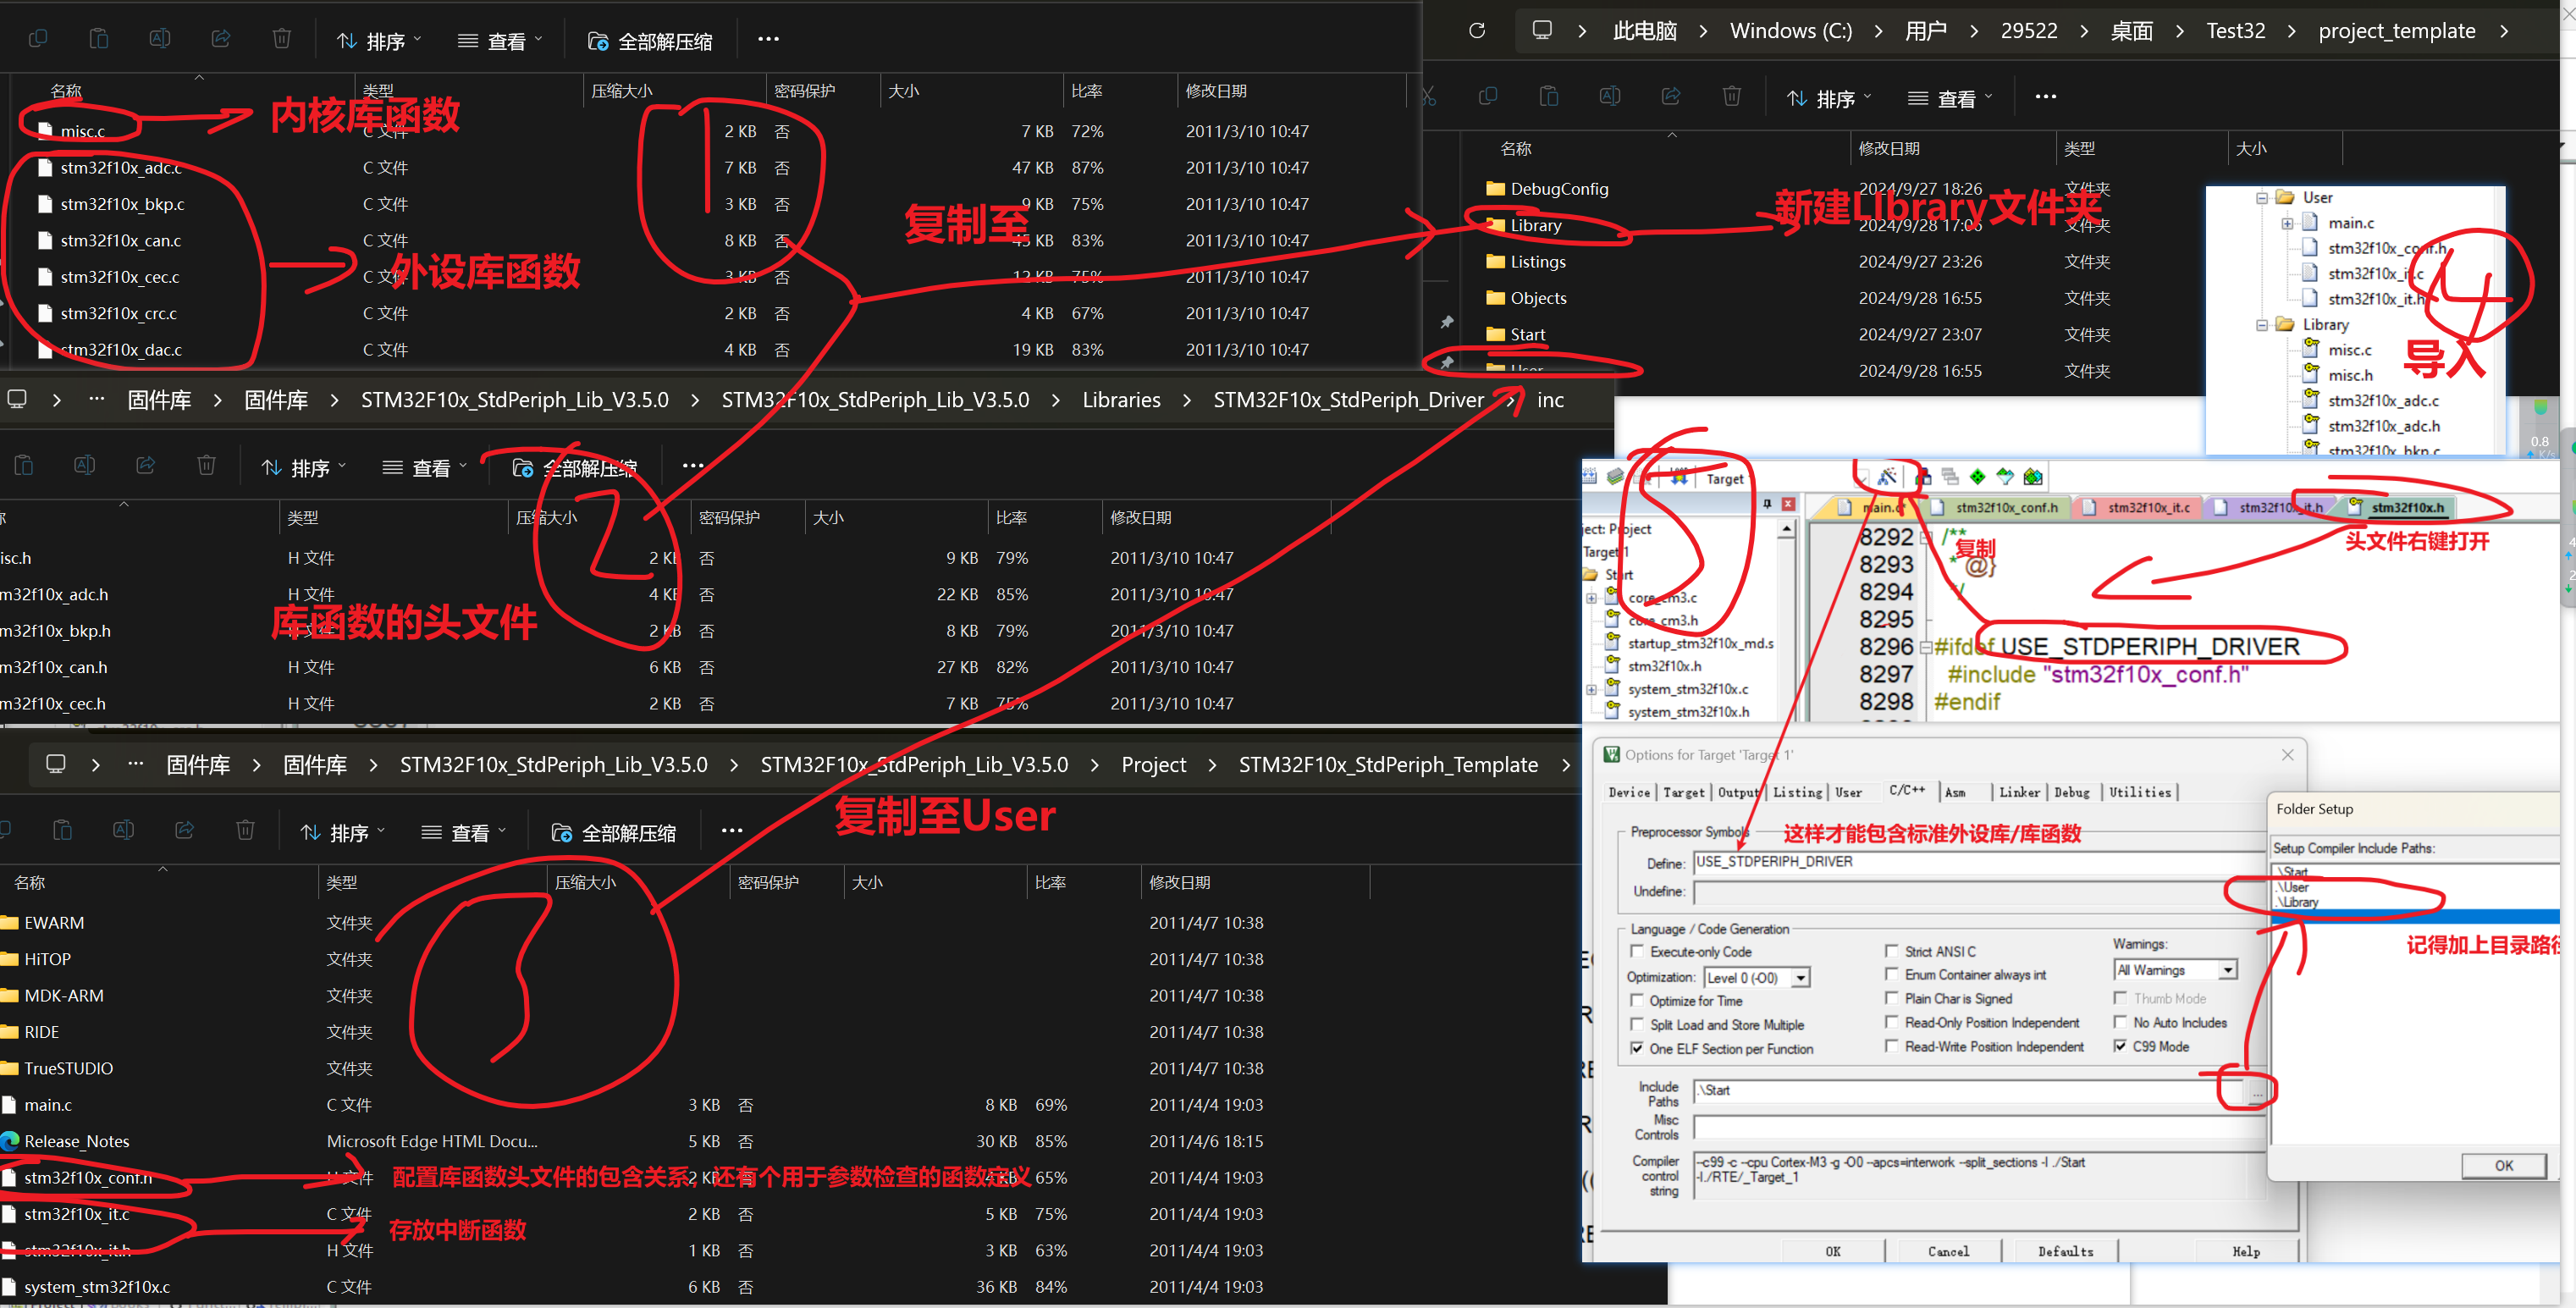 排序 查看 全部解压缩 ...
名称 类型 压缩大小 密码保护 大小 比率 修改日期
misc.c C 文件 2 KB 否 7 KB 72% 2011/3/10 10:47
内核库函数
stm32f10x_adc.c C 文件 7 KB 否 47 KB 87% 2011/3/10 10:47
stm32f10x_bkp.c C 文件 3 KB 否 9 KB 75% 2011/3/10 10:47
stm32f10x_can.c C 文件 8 KB 否 45 KB 83% 2011/3/10 10:47
stm32f10x_cec.c C 文件 3 KB 否 12 KB 75% 2011/3/10 10:47
stm32f10x_crc.c C 文件 2 KB 否 4 KB 67% 2011/3/10 10:47
stm32f10x_dac.c C 文件 4 KB 否 19 KB 83% 2011/3/10 10:47
外设库函数
1
复制至
此电脑 > Windows (C:) > 用户 > 29522 > 桌面 > Test32 > project_template >
排序 查看 ...
名称 修改日期 类型 大小
DebugConfig 2024/9/27 18:26 文件夹
Library 2024/9/28 17:06 文件夹
新建Library文件夹
Listings 2024/9/27 23:26 文件夹
Objects 2024/9/28 16:55 文件夹
Start 2024/9/27 23:07 文件夹
User 2024/9/28 16:55 文件夹
User
main.c
stm32f10x_conf.h
stm32f10x_it.c
stm32f10x_it.h
Library
misc.c
misc.h
stm32f10x_adc.c
stm32f10x_adc.h
stm32f10x_bkp.c
4
导入
> ... 固件库 > 固件库 > STM32F10x_StdPeriph_Lib_V3.5.0 > STM32F10x_StdPeriph_Lib_V3.5.0 > Libraries > STM32F10x_StdPeriph_Driver > inc
排序 查看 全部解压缩 ...
类型 压缩大小 密码保护 大小 比率 修改日期
isc.h H 文件 2 KB 否 9 KB 79% 2011/3/10 10:47
m32f10x_adc.h H 文件 4 KB 否 22 KB 85% 2011/3/10 10:47
m32f10x_bkp.h H 文件 2 KB 否 8 KB 79% 2011/3/10 10:47
m32f10x_can.h H 文件 6 KB 否 27 KB 82% 2011/3/10 10:47
m32f10x_cec.h H 文件 2 KB 否 7 KB 75% 2011/3/10 10:47
2
库函数的头文件
> ... 固件库 > 固件库 > STM32F10x_StdPeriph_Lib_V3.5.0 > STM32F10x_StdPeriph_Lib_V3.5.0 > Project > STM32F10x_StdPeriph_Template >
排序 查看 全部解压缩 ...
复制至User
名称 类型 压缩大小 密码保护 大小 比率 修改日期
EWARM 文件夹 2011/4/7 10:38
HiTOP 文件夹 2011/4/7 10:38
MDK-ARM 文件夹 2011/4/7 10:38
RIDE 文件夹 2011/4/7 10:38
TrueSTUDIO 文件夹 2011/4/7 10:38
3
main.c C 文件 3 KB 否 8 KB 69% 2011/4/4 19:03
Release_Notes Microsoft Edge HTML Docu... 5 KB 否 30 KB 85% 2011/4/6 18:15
stm32f10x_conf.h H 文件 2 KB 否 4 KB 65% 2011/4/4 19:03
配置库函数头文件的包含关系，还有个用于参数检查的函数定义
stm32f10x_it.c C 文件 2 KB 否 5 KB 75% 2011/4/4 19:03
存放中断函数
stm32f10x_it.h H 文件 1 KB 否 3 KB 63% 2011/4/4 19:03
system_stm32f10x.c C 文件 6 KB 否 36 KB 84% 2011/4/4 19:03
5
Target
ject: Project
Target 1
Start
core_cm3.c
core_cm3.h
startup_stm32f10x_md.s
stm32f10x.h
system_stm32f10x.c
system_stm32f10x.h
main.c stm32f10x_conf.h stm32f10x_it.c stm32f10x_it.h stm32f10x.h
头文件右键打开
复制
8292 /**
8293 * @}
8294 */
8295
8296 #ifdef USE_STDPERIPH_DRIVER
8297 #include "stm32f10x_conf.h"
8298 #endif
Options for Target 'Target 1'
Device Target Output Listing User C/C++ Asm Linker Debug Utilities
Preprocessor Symbols
这样才能包含标准外设库/库函数
Define: USE_STDPERIPH_DRIVER
Undefine:
Language / Code Generation
Execute-only Code
Optimization: Level 0 (-O0)
Optimize for Time
Split Load and Store Multiple
One ELF Section per Function
Strict ANSI C
Enum Container always int
Plain Char is Signed
Read-Only Position Independent
Read-Write Position Independent
Warnings:
All Warnings
Thumb Mode
No Auto Includes
C99 Mode
Include Paths .\Start ...
Misc Controls
Compiler control string
--c99 -c --cpu Cortex-M3 -g -O0 --apcs=interwork --split_sections -I ./Start
-I./RTE/_Target_1
OK Cancel Defaults Help
Folder Setup
Setup Compiler Include Paths:
.\Start
.\User
.\Library
记得加上目录路径
OK
0.8
K/s